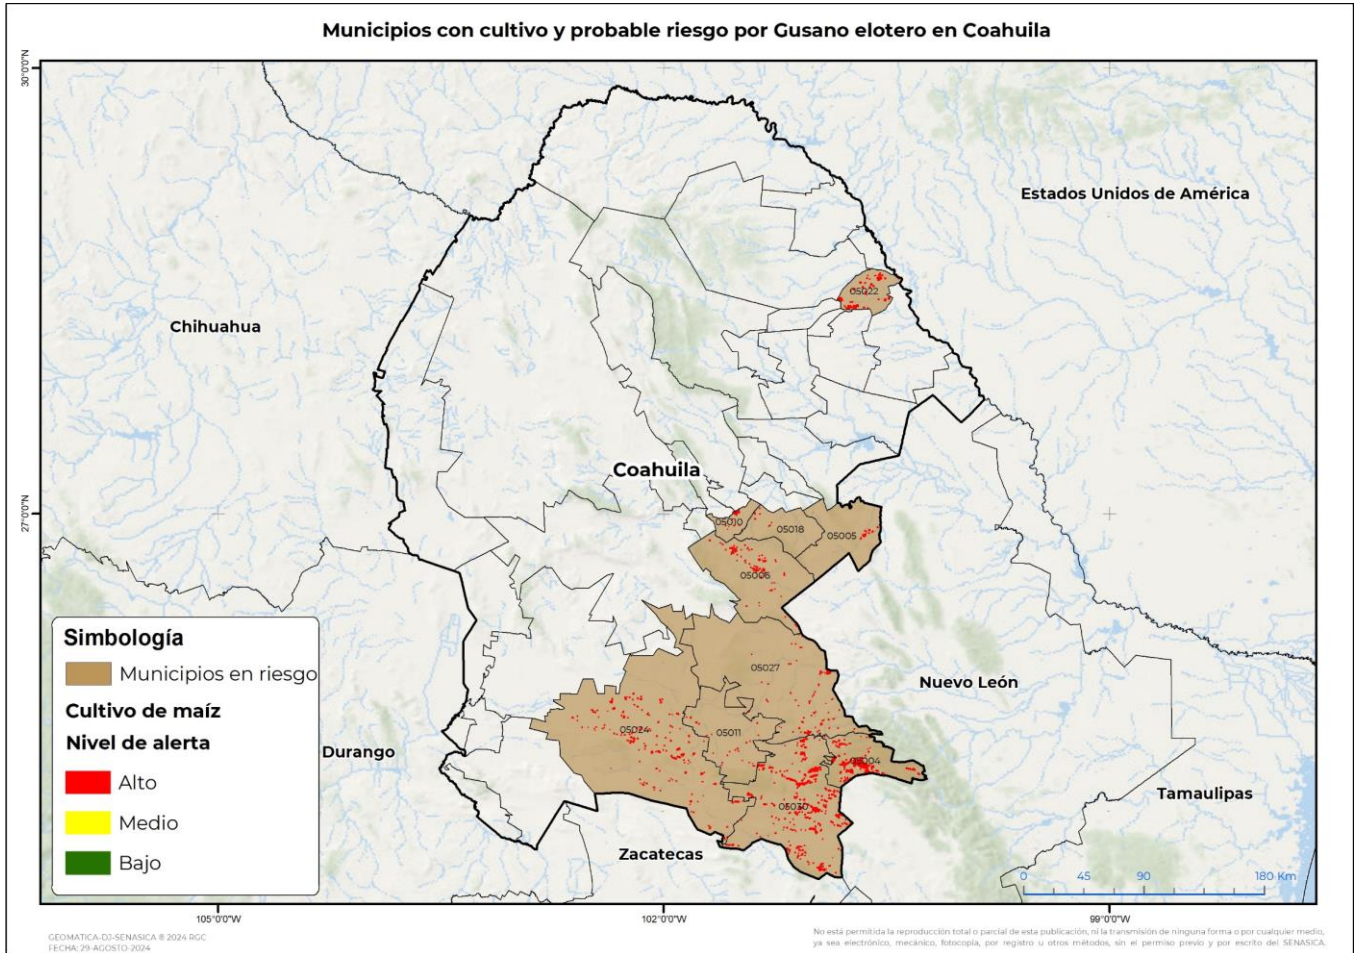 Municipios con cultivo y probable riesgo por Gusano elotero en Coahuila
30°0'0"N
Estados Unidos de América
05022
Chihuahua
Coahuila
27°0'0"N
05010
05018
05005
05006
Simbología
Municipios en riesgo
Cultivo de maíz
Nivel de alerta
Alto
Medio
Bajo
05027
Nuevo León
05024
05011
Durango
05004
05030
Tamaulipas
Zacatecas
0 45 90 180 Km
105°0'0"W
102°0'0"W
99°0'0"W
GEOMATICA-DJ-SENASICA ® 2024 RGC
FECHA: 29-AGOSTO-2024
No está permitida la reproducción total o parcial de esta publicación, ni la transmisión de ninguna forma o por cualquier medio,
ya sea electrónico, mecánico, fotocopia, por registro u otros métodos, sin el permiso previo y por escrito del SENASICA.